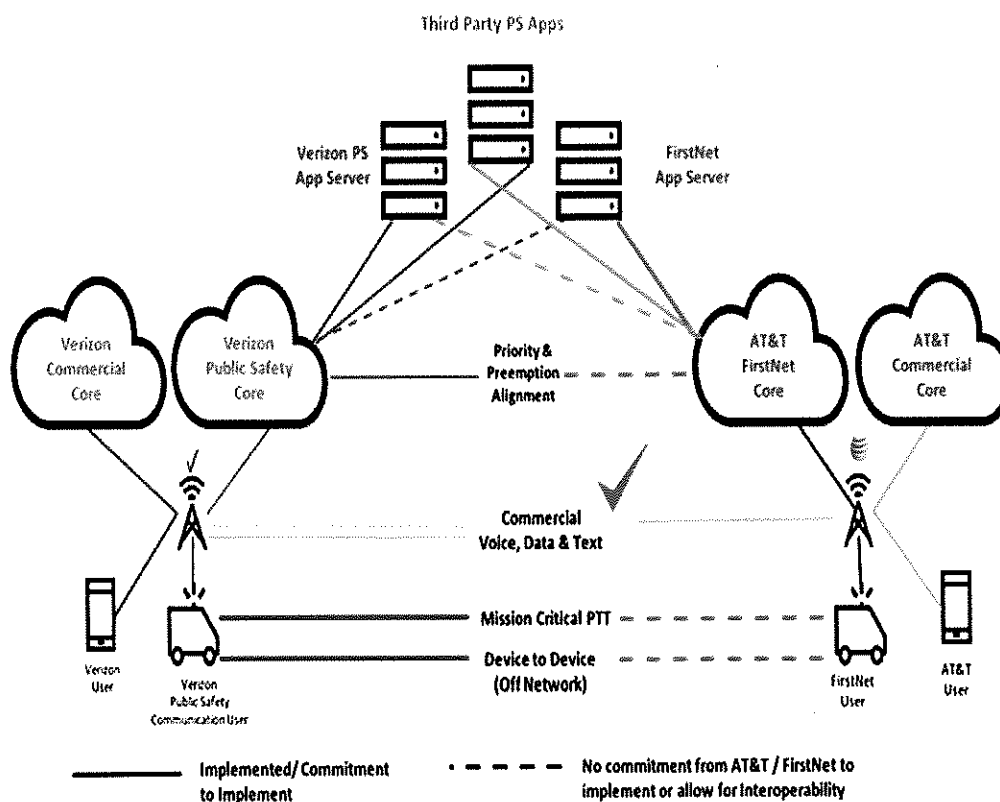 Third Party PS Apps
Verizon PS
App Server
FirstNet
App Server
Verizon
Commercial
Core
Verizon
Public Safety
Core
Priority &
Preemption
Alignment
AT&T
FirstNet
Core
AT&T
Commercial
Core
Commercial
Voice, Data & Text
Mission Critical PTT
Device to Device
(Off Network)
Verizon
User
Verizon
Public Safety
Communication User
FirstNet
User
AT&T
User
Implemented/ Commitment
to Implement
No commitment from AT&T / FirstNet to
implement or allow for Interoperability